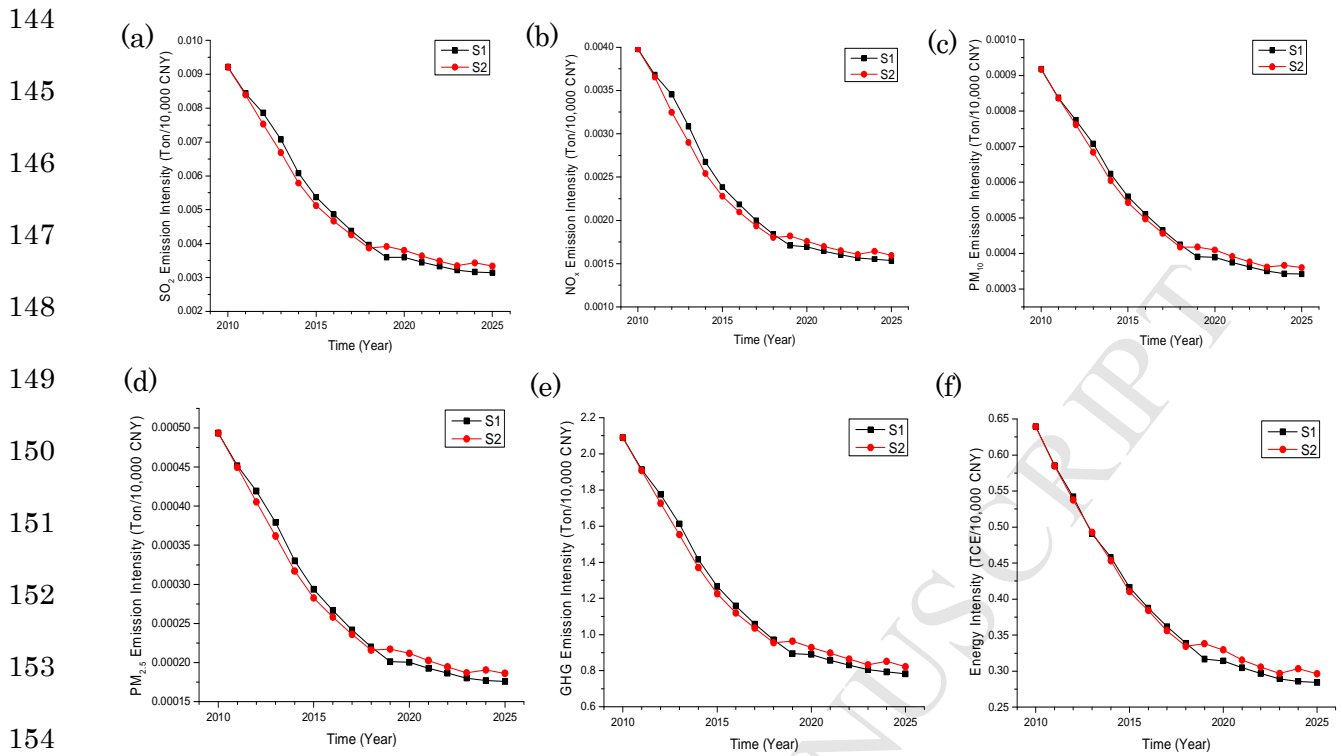 144
145
146
147
148
149
150
151
152
153
154
(a)
SO2 Emission Intensity (Ton/10,000 CNY)
0.010
0.009
0.008
0.007
0.006
0.005
0.004
0.003
0.002
2010
2015
2020
2025
Time (Year)
S1
S2
(b)
NOx Emission Intensity (Ton/10,000 CNY)
0.0040
0.0035
0.0030
0.0025
0.0020
0.0015
0.0010
2010
2015
2020
2025
Time (Year)
S1
S2
(c)
PM10 Emission Intensity (Ton/10,000 CNY)
0.0010
0.0009
0.0008
0.0007
0.0006
0.0005
0.0004
0.0003
2010
2015
2020
2025
Time (Year)
S1
S2
(d)
PM2.5 Emission Intensity (Ton/10,000 CNY)
0.00050
0.00045
0.00040
0.00035
0.00030
0.00025
0.00020
0.00015
2010
2015
2020
2025
Time (Year)
S1
S2
(e)
GHG Emission Intensity (Ton/10,000 CNY)
2.2
2.0
1.8
1.6
1.4
1.2
1.0
0.8
0.6
2010
2015
2020
2025
Time (Year)
S1
S2
(f)
Energy Intensity (TCE/10,000 CNY)
0.65
0.60
0.55
0.50
0.45
0.40
0.35
0.30
0.25
2010
2015
2020
2025
Time (Year)
S1
S2
NUSCRIPT